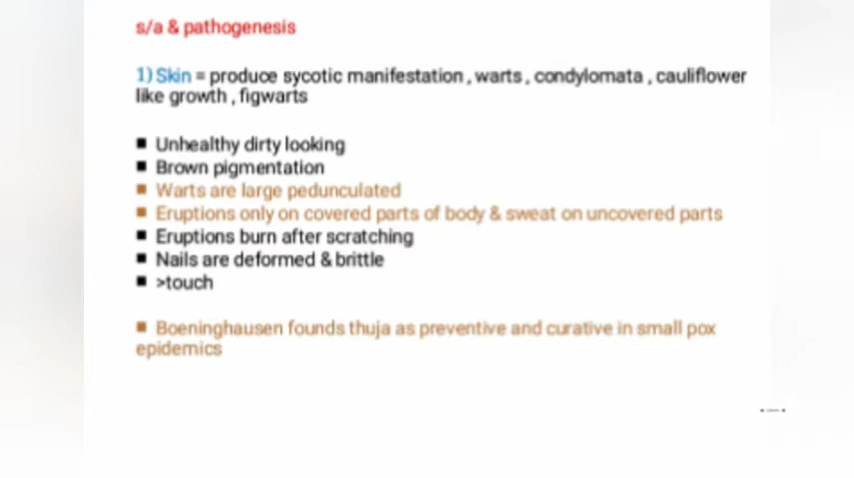 s/a & pathogenesis
1) Skin = produce sycotic manifestation , warts , condylomata , cauliflower
like growth , figwarts
■ Unhealthy dirty looking
■ Brown pigmentation
■ Warts are large pedunculated
■ Eruptions only on covered parts of body & sweat on uncovered parts
■ Eruptions burn after scratching
■ Nails are deformed & brittle
■ >touch
■ Boeninghausen founds thuja as preventive and curative in small pox
epidemics